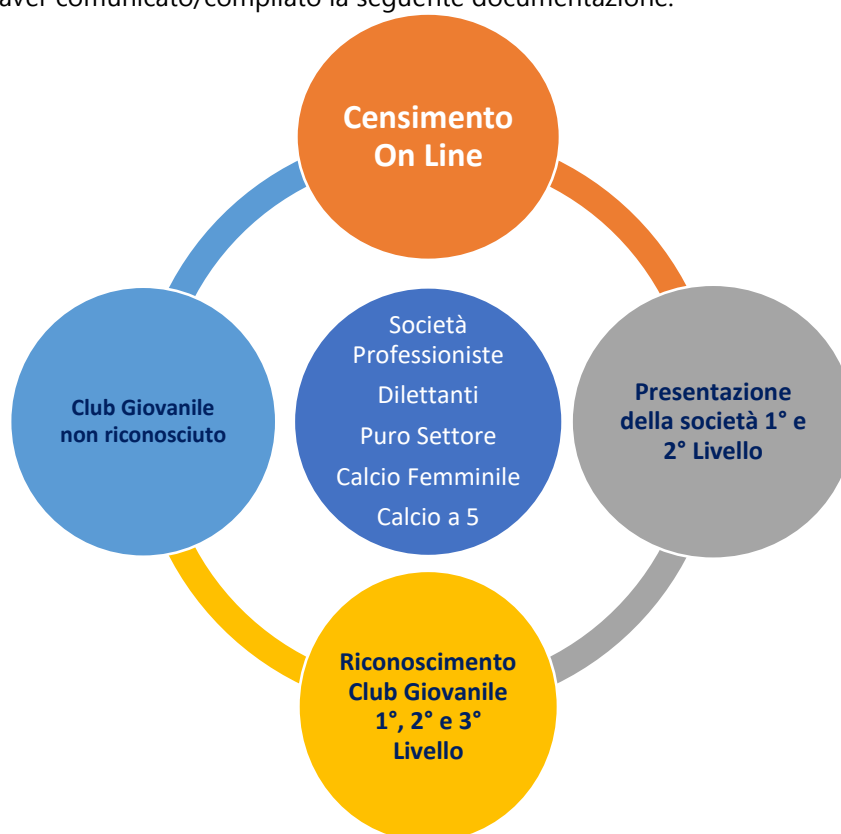 aver comunicato/compilato la seguente documentazione.
Censimento
On Line
Società
Professioniste
Dilettanti
Puro Settore
Calcio Femminile
Calcio a 5
Club Giovanile
non riconosciuto
Presentazione
della società 1° e
2° Livello
Riconoscimento
Club Giovanile
1°, 2° e 3°
Livello